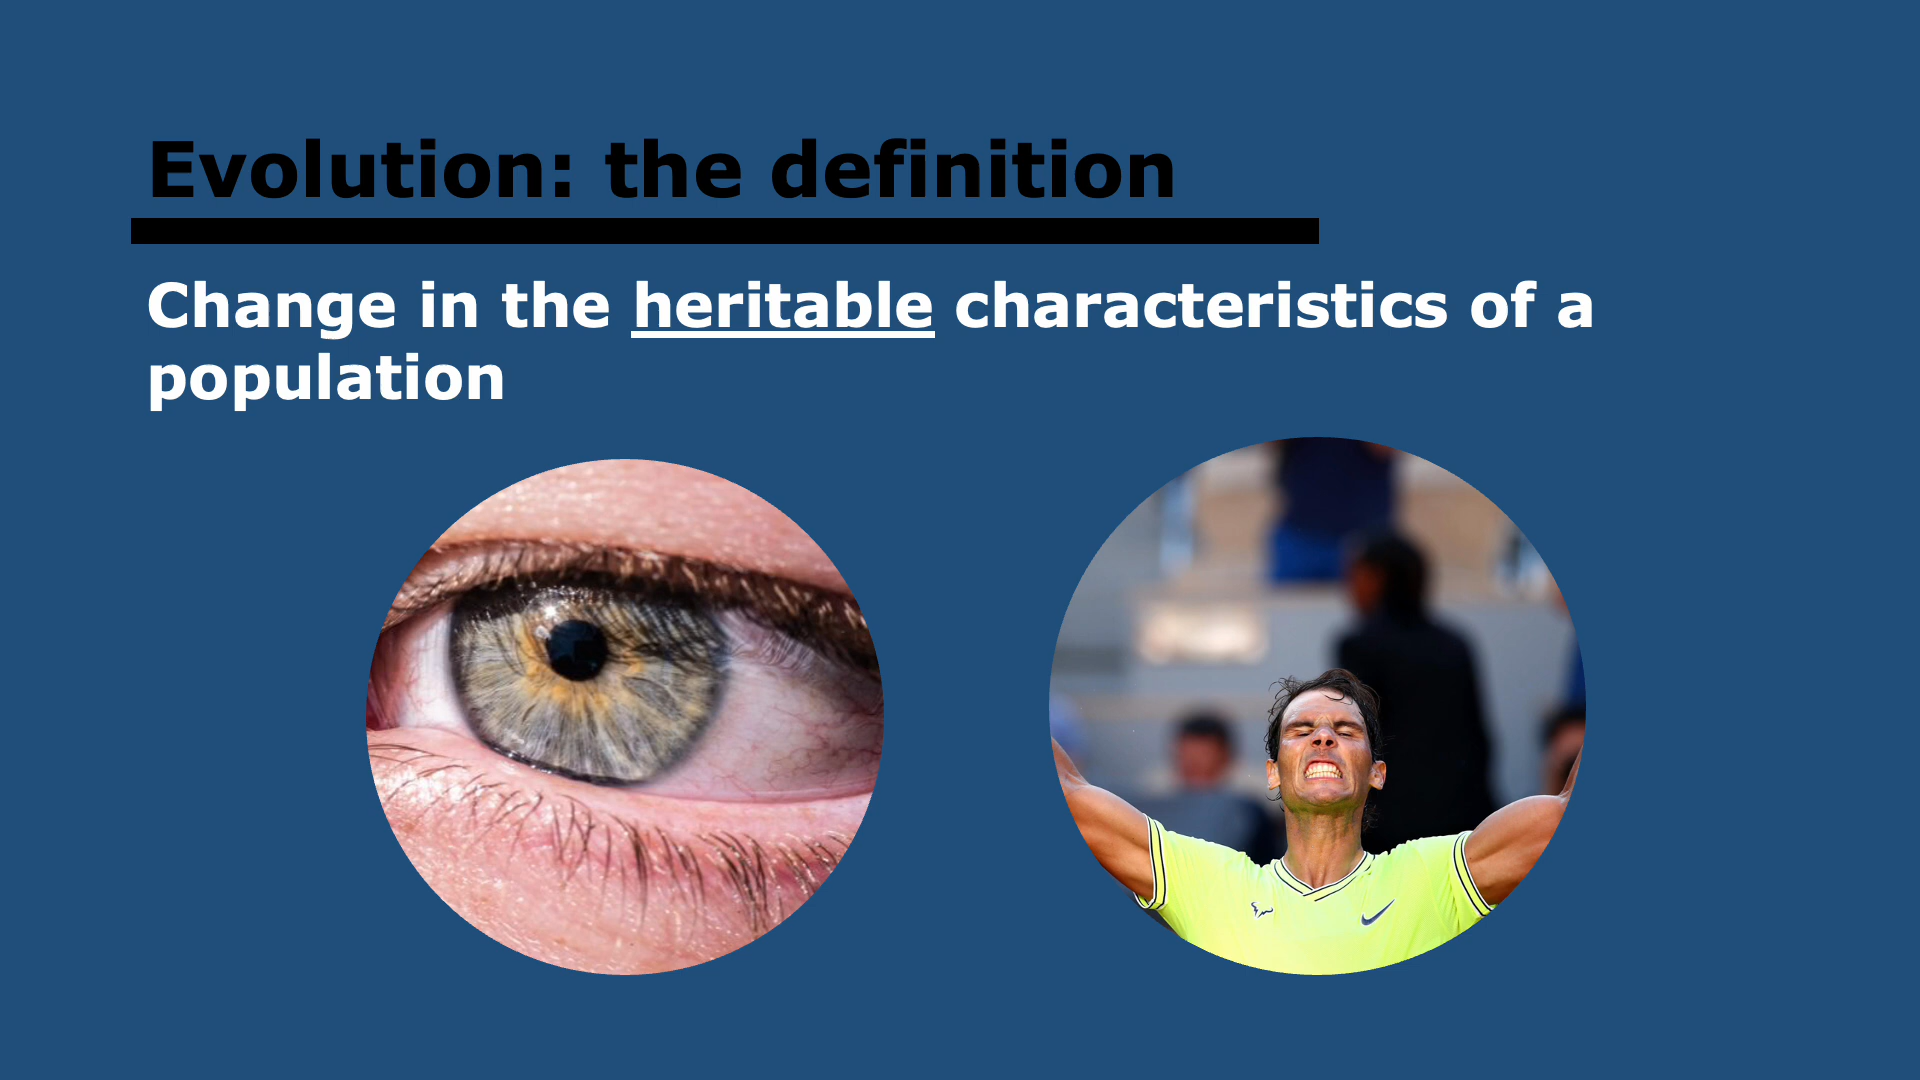 Evolution: the definition
Change in the heritable characteristics of a
population